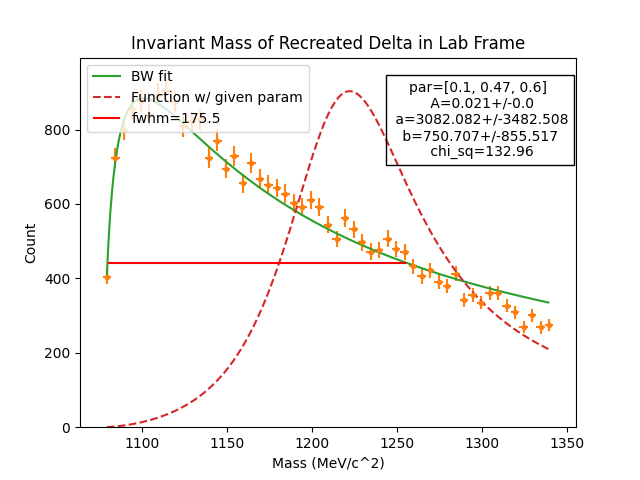 Invariant Mass of Recreated Delta in Lab Frame
BW fit
Function w/ given param
fwhm=175.5
par=[0.1, 0.47, 0.6]
A=0.021+/-0.0
a=3082.082+/-3482.508
b=750.707+/-855.517
chi_sq=132.96
Count
800
600
400
200
0
1100 1150 1200 1250 1300 1350
Mass (MeV/c^2)